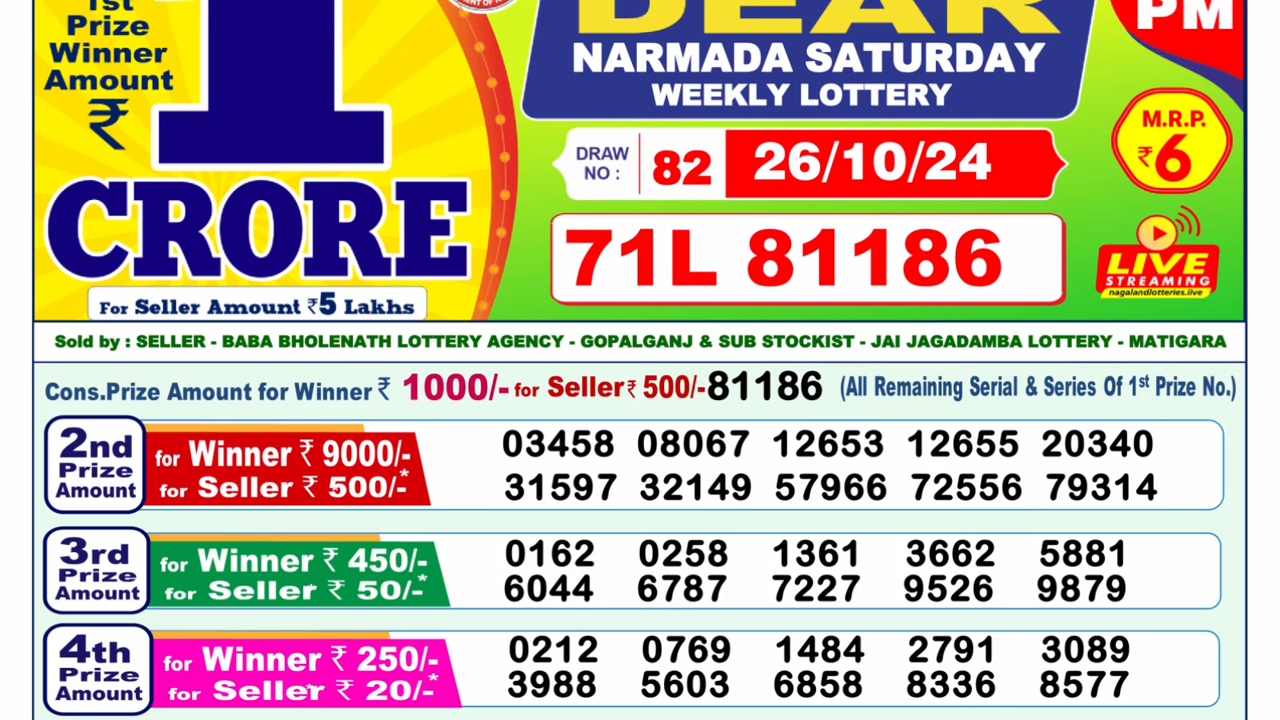 1st
Prize
Winner
Amount
₹
1
CRORE
For Seller Amount ₹5 Lakhs
DEAR
NARMADA SATURDAY
WEEKLY LOTTERY
PM
DRAW NO : 82 26/10/24
M.R.P.
₹6
71L 81186
LIVE
STREAMING
nagalandlotteries.live
Sold by : SELLER - BABA BHOLENATH LOTTERY AGENCY - GOPALGANJ & SUB STOCKIST - JAI JAGADAMBA LOTTERY - MATIGARA
Cons.Prize Amount for Winner ₹ 1000/- for Seller ₹ 500/- 81186 (All Remaining Serial & Series Of 1st Prize No.)
2nd
Prize
Amount
for Winner ₹ 9000/-
for Seller ₹ 500/-*
03458 08067 12653 12655 20340
31597 32149 57966 72556 79314
3rd
Prize
Amount
for Winner ₹ 450/-
for Seller ₹ 50/-*
0162 0258 1361 3662 5881
6044 6787 7227 9526 9879
4th
Prize
Amount
for Winner ₹ 250/-
for Seller ₹ 20/-*
0212 0769 1484 2791 3089
3988 5603 6858 8336 8577